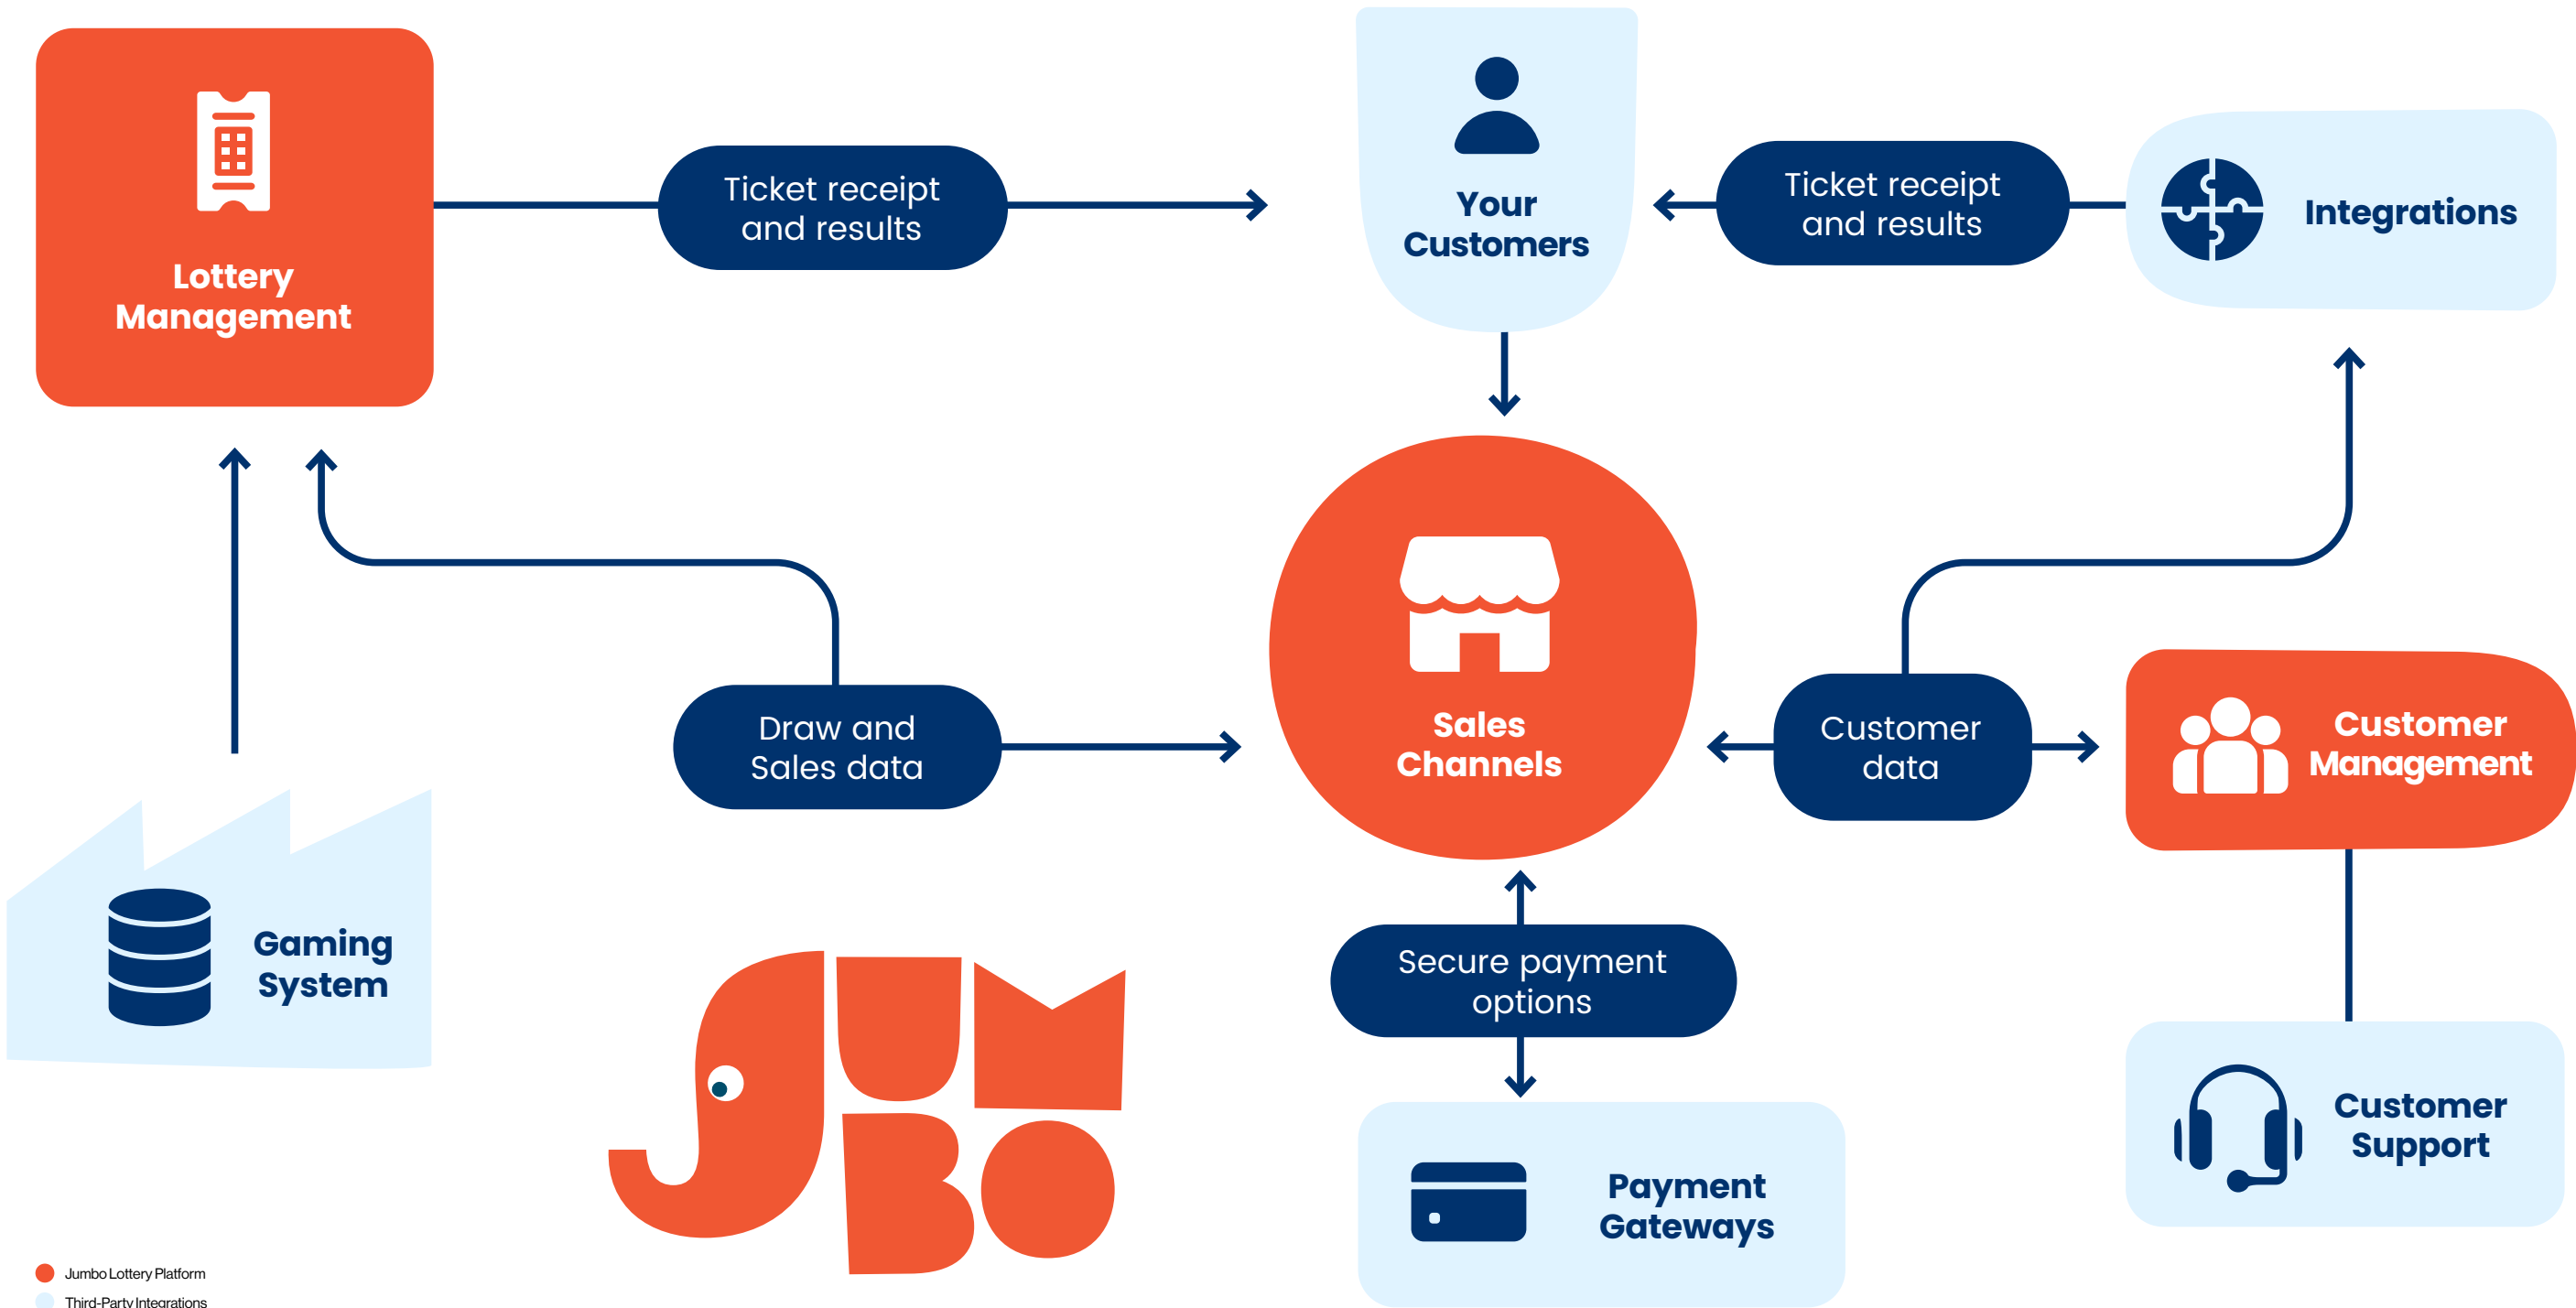 Lottery
Management
Ticket receipt
and results
Your
Customers
Ticket receipt
and results
Integrations
Draw and
Sales data
Sales
Channels
Customer
data
Customer
Management
Gaming
System
JUM
BO
Secure payment
options
Payment
Gateways
Customer
Support
Jumbo Lottery Platform
Third-Party Integrations